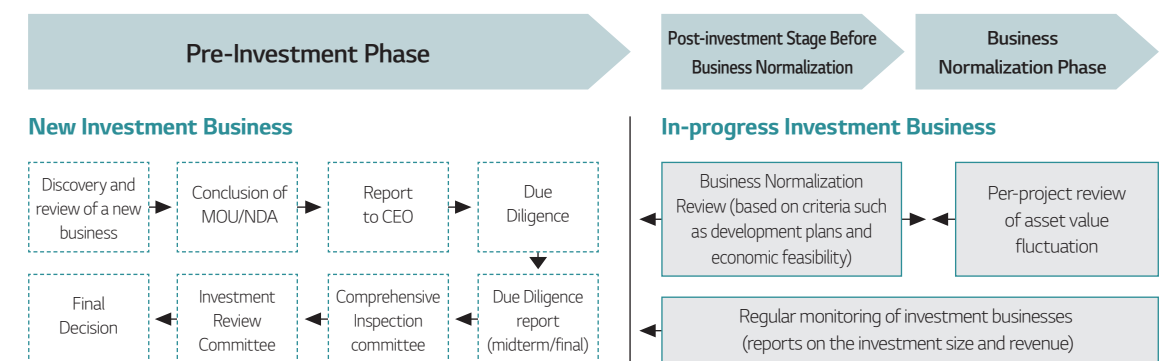 Pre-Investment Phase
Post-investment Stage Before
Business Normalization
Business
Normalization Phase
New Investment Business
In-progress Investment Business
Discovery and
review of a new
business
Conclusion of
MOU/NDA
Report
to CEO
Due
Diligence
Business Normalization
Review (based on criteria such
as development plans and
economic feasibility)
Per-project review
of asset value
fluctuation
Final
Decision
Investment
Review
Committee
Comprehensive
Inspection
committee
Due Diligence
report
(midterm/final)
Regular monitoring of investment businesses
(reports on the investment size and revenue)